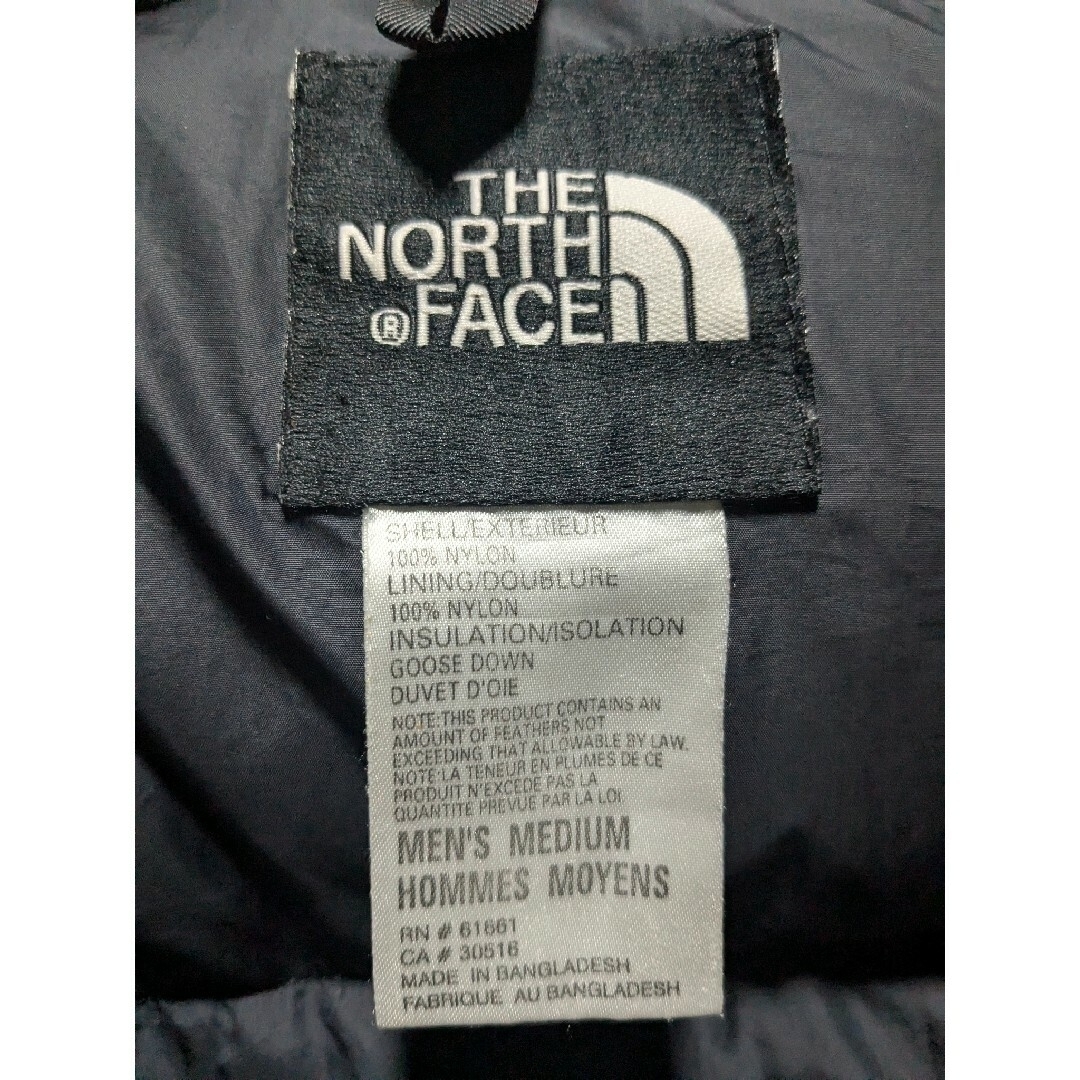 THE
NORTH
®FACE
SHELL/EXTERIEUR
100% NYLON
LINING/DOUBLURE
100% NYLON
INSULATION/ISOLATION
GOOSE DOWN
DUVET D'OIE
NOTE:THIS PRODUCT CONTAINS AN
AMOUNT OF FEATHERS NOT
EXCEEDING THAT ALLOWABLE BY LAW.
NOTE:LA TENEUR EN PLUMES DE CE
PRODUIT N'EXCEDE PAS LA
QUANTITE PREVUE PAR LA LOI
MEN'S MEDIUM
HOMMES MOYENS
RN # 61661
CA # 30516
MADE IN BANGLADESH
FABRIQUE AU BANGLADESH